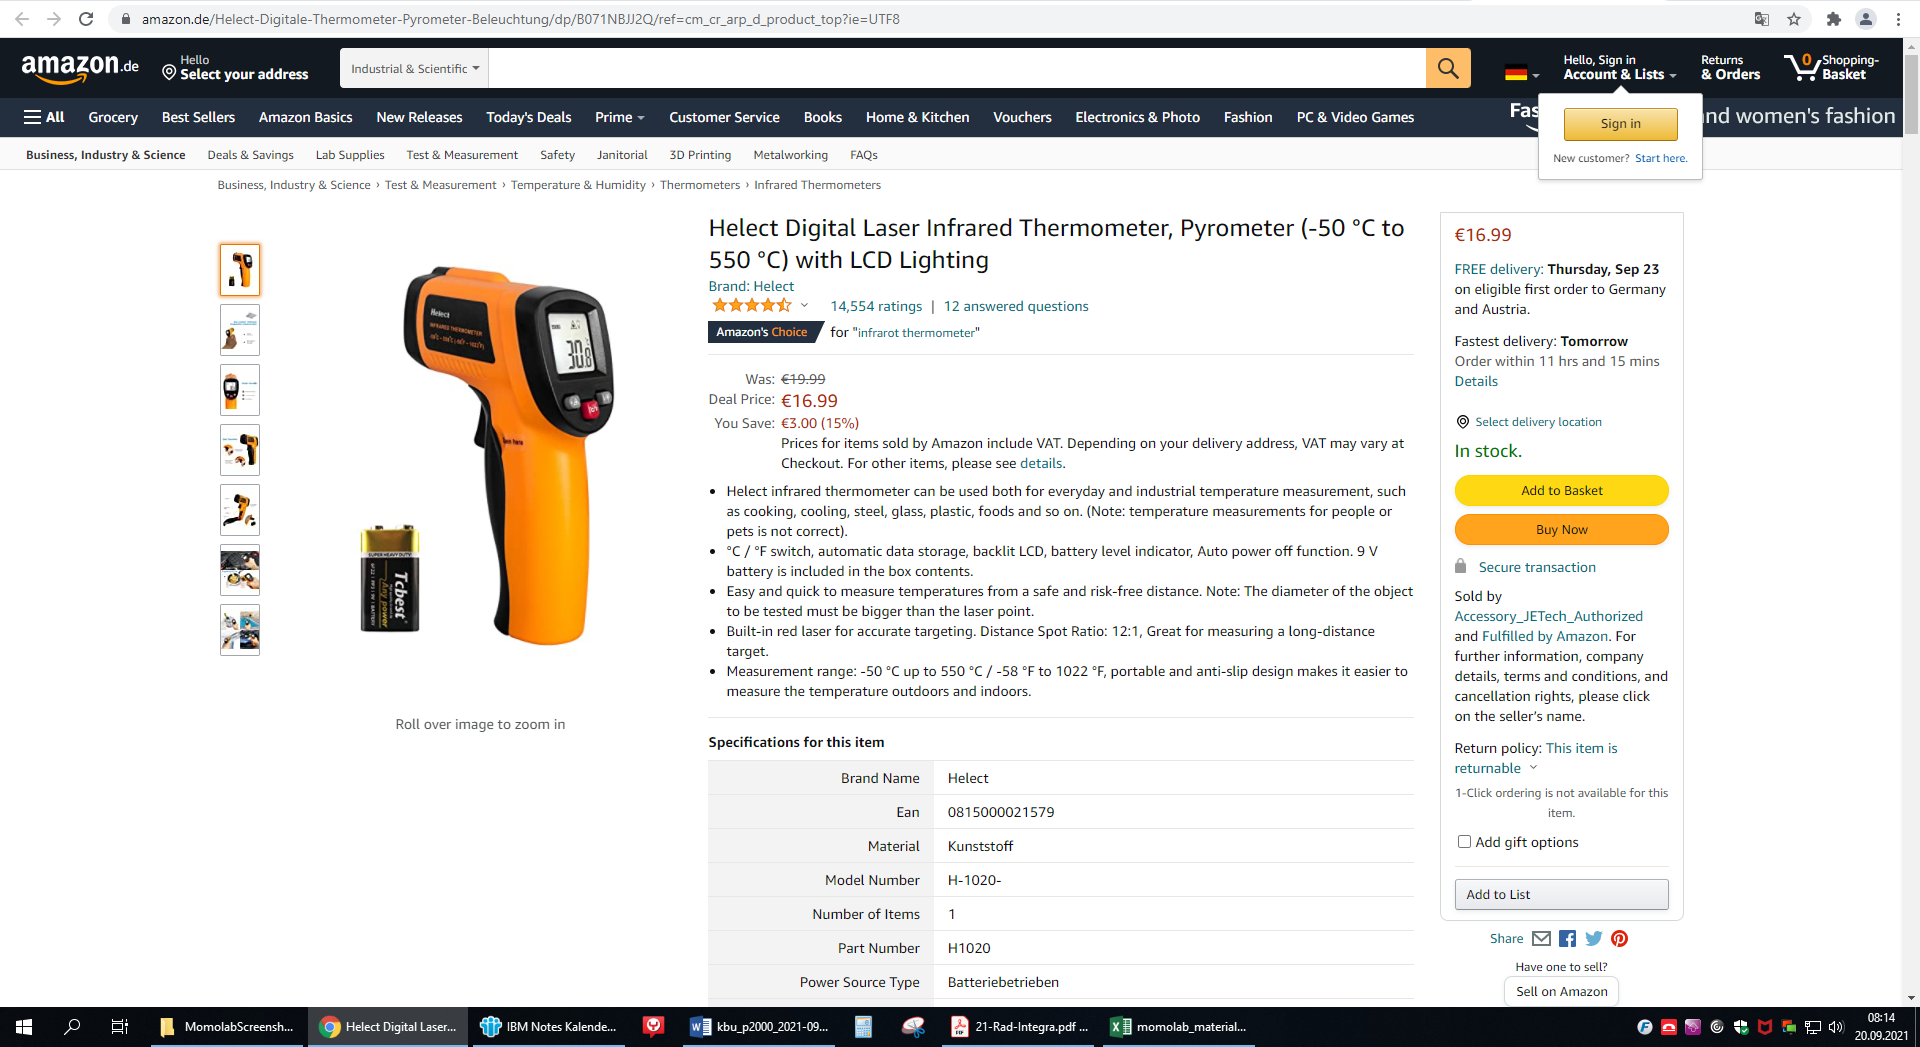 amazon.de/Helect-Digitale-Thermometer-Pyrometer-Beleuchtung/dp/B071NBJJ2Q/ref=cm_cr_arp_d_product_top?ie=UTF8
amazon.de
Hello
Select your address
Industrial & Scientific
Hello, Sign in
Account & Lists
Returns
& Orders
0
Shopping-
Basket
All
Grocery
Best Sellers
Amazon Basics
New Releases
Today's Deals
Prime
Customer Service
Books
Home & Kitchen
Vouchers
Electronics & Photo
Fashion
PC & Video Games
Fas
nd women's fashion
Sign in
New customer? Start here.
Business, Industry & Science
Deals & Savings
Lab Supplies
Test & Measurement
Safety
Janitorial
3D Printing
Metalworking
FAQs
Business, Industry & Science › Test & Measurement › Temperature & Humidity › Thermometers › Infrared Thermometers
Helect
INFRARED THERMOMETER
30.8
Tcbest
Any power
SUPER HEAVY DUTY
Roll over image to zoom in
Helect Digital Laser Infrared Thermometer, Pyrometer (-50 °C to
550 °C) with LCD Lighting
Brand: Helect
14,554 ratings | 12 answered questions
Amazon's Choice for "infrarot thermometer"
Was: €19.99
Deal Price: €16.99
You Save: €3.00 (15%)
Prices for items sold by Amazon include VAT. Depending on your delivery address, VAT may vary at
Checkout. For other items, please see details.
• Helect infrared thermometer can be used both for everyday and industrial temperature measurement, such
as cooking, cooling, steel, glass, plastic, foods and so on. (Note: temperature measurements for people or
pets is not correct).
• °C / °F switch, automatic data storage, backlit LCD, battery level indicator, Auto power off function. 9 V
battery is included in the box contents.
• Easy and quick to measure temperatures from a safe and risk-free distance. Note: The diameter of the object
to be tested must be bigger than the laser point.
• Built-in red laser for accurate targeting. Distance Spot Ratio: 12:1, Great for measuring a long-distance
target.
• Measurement range: -50 °C up to 550 °C / -58 °F to 1022 °F, portable and anti-slip design makes it easier to
measure the temperature outdoors and indoors.
Specifications for this item
Brand Name Helect
Ean 0815000021579
Material Kunststoff
Model Number H-1020-
Number of Items 1
Part Number H1020
Power Source Type Batteriebetrieben
€16.99
FREE delivery: Thursday, Sep 23
on eligible first order to Germany
and Austria.
Fastest delivery: Tomorrow
Order within 11 hrs and 15 mins
Details
Select delivery location
In stock.
Add to Basket
Buy Now
Secure transaction
Sold by
Accessory_JETech_Authorized
and Fulfilled by Amazon. For
further information, company
details, terms and conditions, and
cancellation rights, please click
on the seller's name.
Return policy: This item is
returnable
1-Click ordering is not available for this
item.
Add gift options
Add to List
Share
Have one to sell?
Sell on Amazon
MomolabScreensh...
Helect Digital Laser...
IBM Notes Kalende...
kbu_p2000_2021-09...
21-Rad-Integra.pdf ...
momolab_material...
08:14
20.09.2021